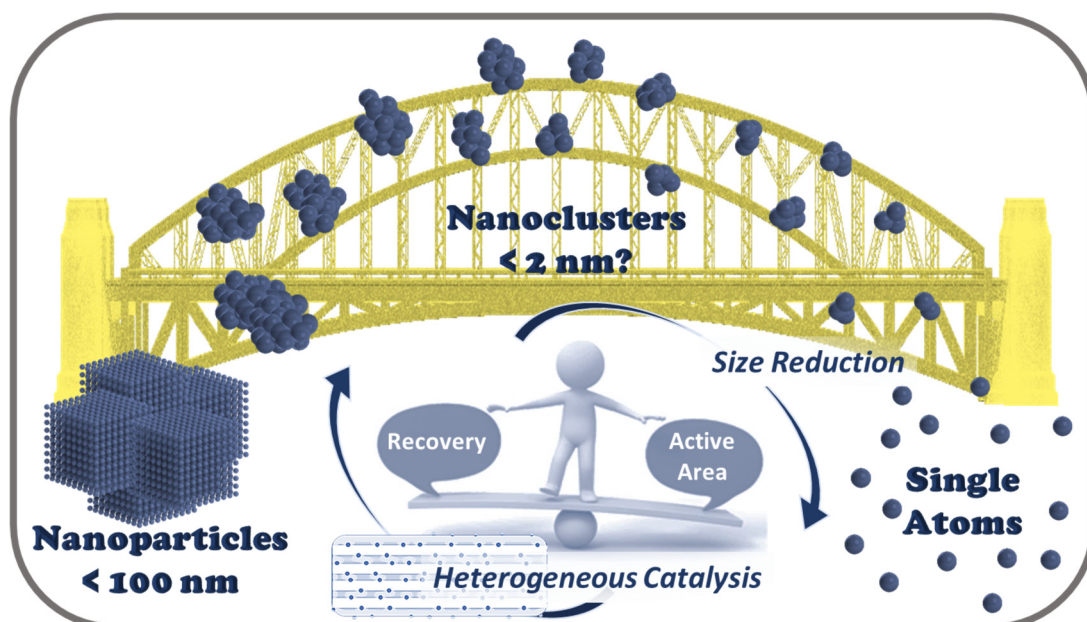 Nanoclusters
< 2 nm?
Size Reduction
Recovery
Active
Area
Single
Atoms
Nanoparticles
< 100 nm
Heterogeneous Catalysis